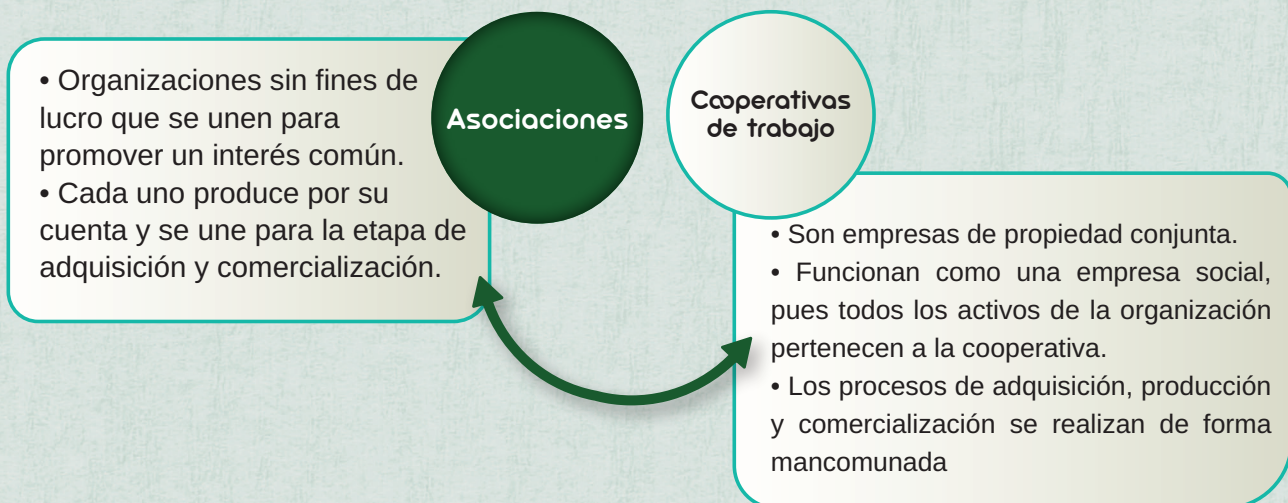 Asociaciones
• Organizaciones sin fines de
lucro que se unen para
promover un interés común.
• Cada uno produce por su
cuenta y se une para la etapa de
adquisición y comercialización.
Cooperativas
de trabajo
• Son empresas de propiedad conjunta.
• Funcionan como una empresa social,
pues todos los activos de la organización
pertenecen a la cooperativa.
• Los procesos de adquisición, producción
y comercialización se realizan de forma
mancomunada